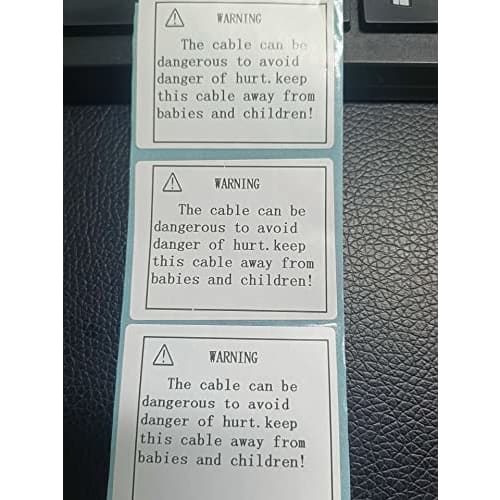 WARNING
The cable can be
dangerous to avoid
danger of hurt.keep
this cable away from
babies and children!
WARNING
The cable can be
dangerous to avoid
danger of hurt.keep
this cable away from
babies and children!
WARNING
The cable can be
dangerous to avoid
danger of hurt.keep
this cable away from
babies and children!